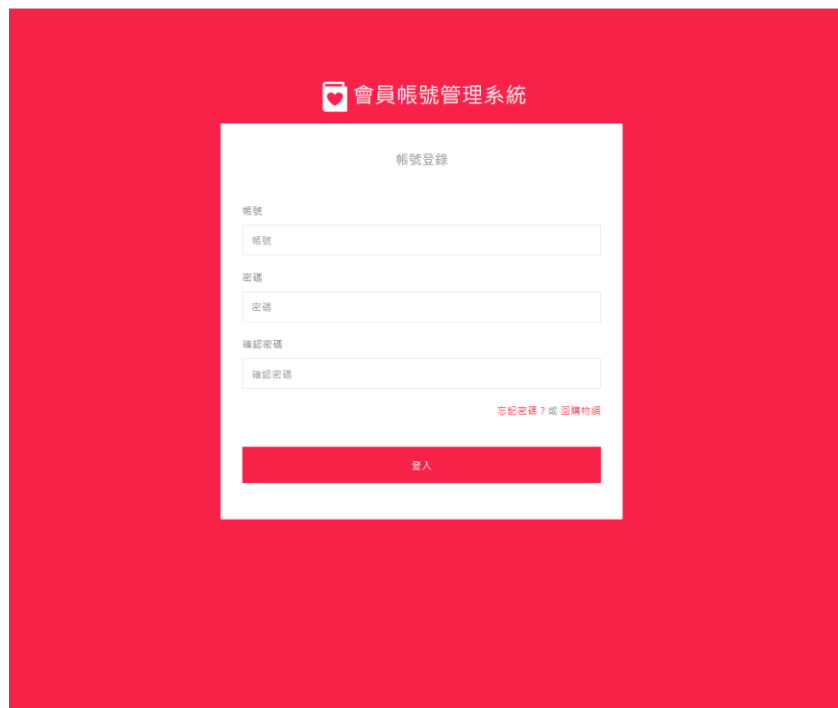 會員帳號管理系統
帳號登錄
帳號
帳號
密碼
密碼
確認密碼
確認密碼
忘記密碼？或 回購物網
登入